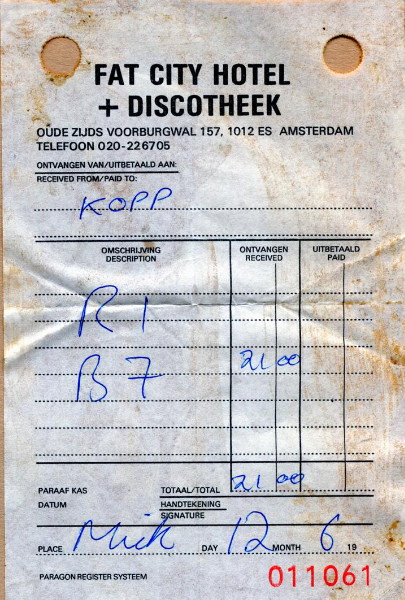 FAT CITY HOTEL
+ DISCOTHEEK
OUDE ZIJDS VOORBURGWAL 157, 1012 ES AMSTERDAM
TELEFOON 020-226705
ONTVANGEN VAN/UITBETAALD AAN:
RECEIVED FROM/PAID TO:
KOPP
OMSCHRIJVING ONTVANGEN UITBETAALD
DESCRIPTION RECEIVED PAID
R 1
B 7 21 00
PARAAF KAS TOTAAL/TOTAL 21 00
DATUM HANDTEKENING
SIGNATURE
PLACE Mick DAY 12 MONTH 6 19
PARAGON REGISTER SYSTEEM 011061